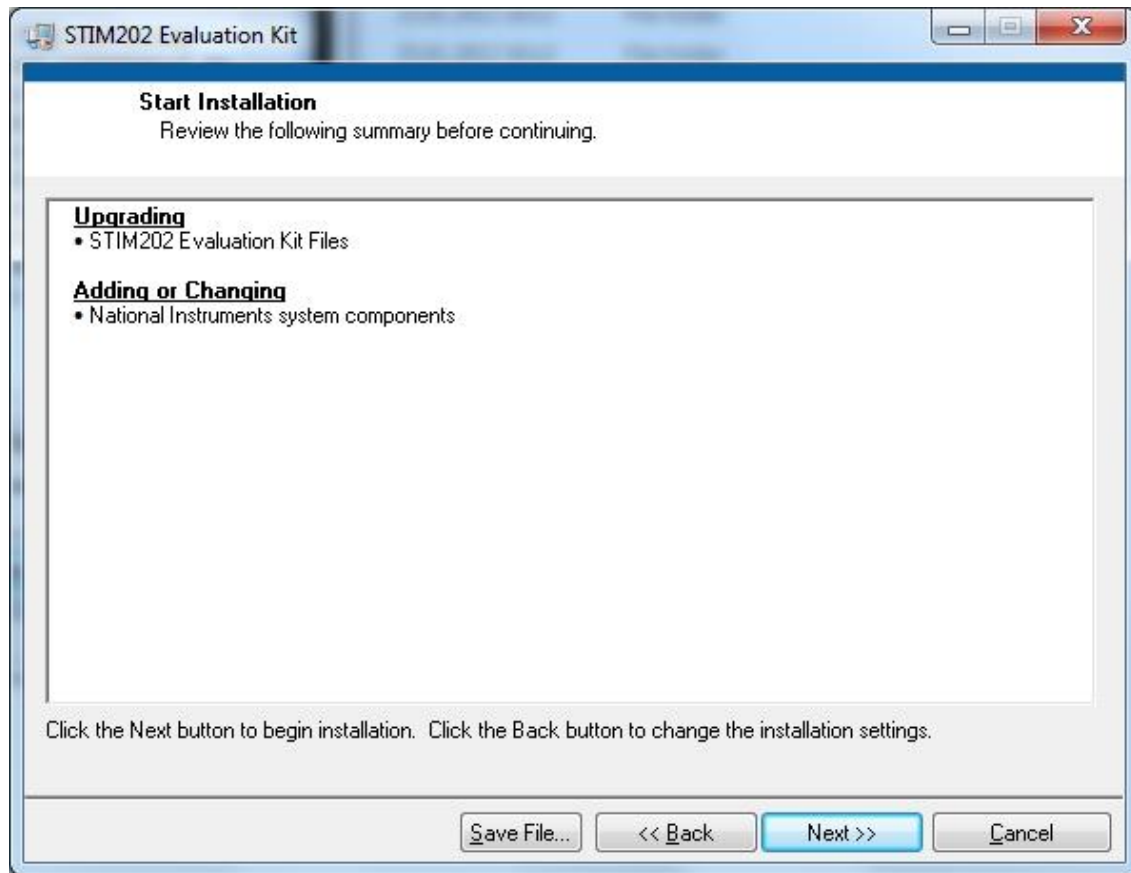 STIM202 Evaluation Kit
Start Installation
Review the following summary before continuing.
Upgrading
• STIM202 Evaluation Kit Files
Adding or Changing
• National Instruments system components
Click the Next button to begin installation.  Click the Back button to change the installation settings.
Save File... << Back Next >> Cancel